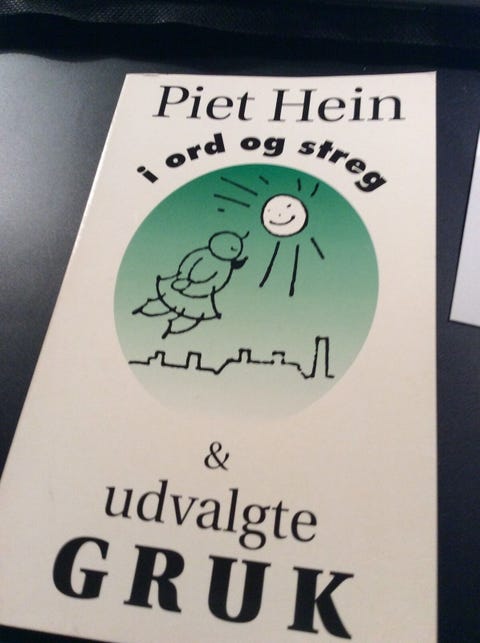 Piet Hein
i ord og streg
&
udvalgte
GRUK